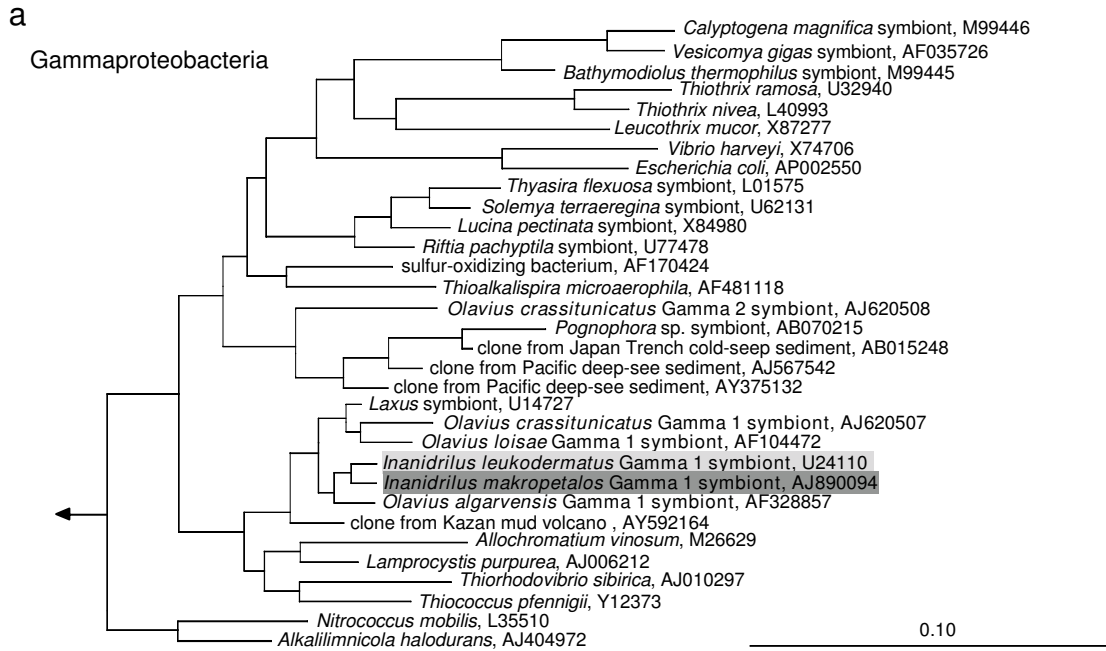 a
Gammaproteobacteria
Calyptogena magnifica symbiont, M99446
Vesicomya gigas symbiont, AF035726
Bathymodiolus thermophilus symbiont, M99445
Thiothrix ramosa, U32940
Thiothrix nivea, L40993
Leucothrix mucor, X87277
Vibrio harveyi, X74706
Escherichia coli, AP002550
Thyasira flexuosa symbiont, L01575
Solemya terraeregina symbiont, U62131
Lucina pectinata symbiont, X84980
Riftia pachyptila symbiont, U77478
sulfur-oxidizing bacterium, AF170424
Thioalkalispira microaerophila, AF481118
Olavius crassitunicatus Gamma 2 symbiont, AJ620508
Pognophora sp. symbiont, AB070215
clone from Japan Trench cold-seep sediment, AB015248
clone from Pacific deep-see sediment, AJ567542
clone from Pacific deep-see sediment, AY375132
Laxus symbiont, U14727
Olavius crassitunicatus Gamma 1 symbiont, AJ620507
Olavius loisae Gamma 1 symbiont, AF104472
Inanidrilus leukodermatus Gamma 1 symbiont, U24110
Inanidrilus makropetalos Gamma 1 symbiont, AJ890094
Olavius algarvensis Gamma 1 symbiont, AF328857
clone from Kazan mud volcano , AY592164
Allochromatium vinosum, M26629
Lamprocystis purpurea, AJ006212
Thiorhodovibrio sibirica, AJ010297
Thiococcus pfennigii, Y12373
Nitrococcus mobilis, L35510
Alkalilimnicola halodurans, AJ404972
0.10